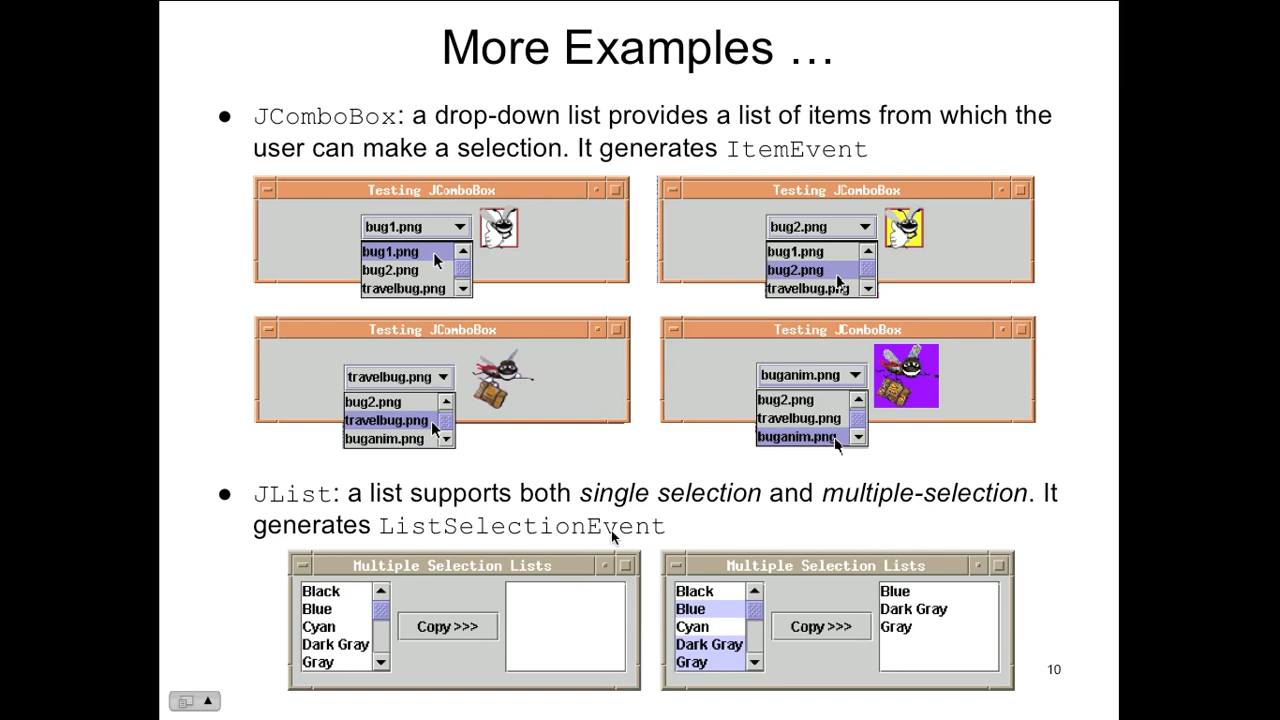 More Examples …
● JComboBox: a drop-down list provides a list of items from which the
user can make a selection. It generates ItemEvent
Testing JComboBox
bug1.png
bug1.png
bug2.png
travelbug.png
Testing JComboBox
bug2.png
bug1.png
bug2.png
travelbug.png
Testing JComboBox
travelbug.png
bug2.png
travelbug.png
buganim.png
Testing JComboBox
buganim.png
bug2.png
travelbug.png
buganim.png
● JList: a list supports both single selection and multiple-selection. It
generates ListSelectionEvent
Multiple Selection Lists
Black
Blue
Cyan
Dark Gray
Gray
Copy >>>
Multiple Selection Lists
Black
Blue
Cyan
Dark Gray
Gray
Copy >>>
Blue
Dark Gray
Gray
10